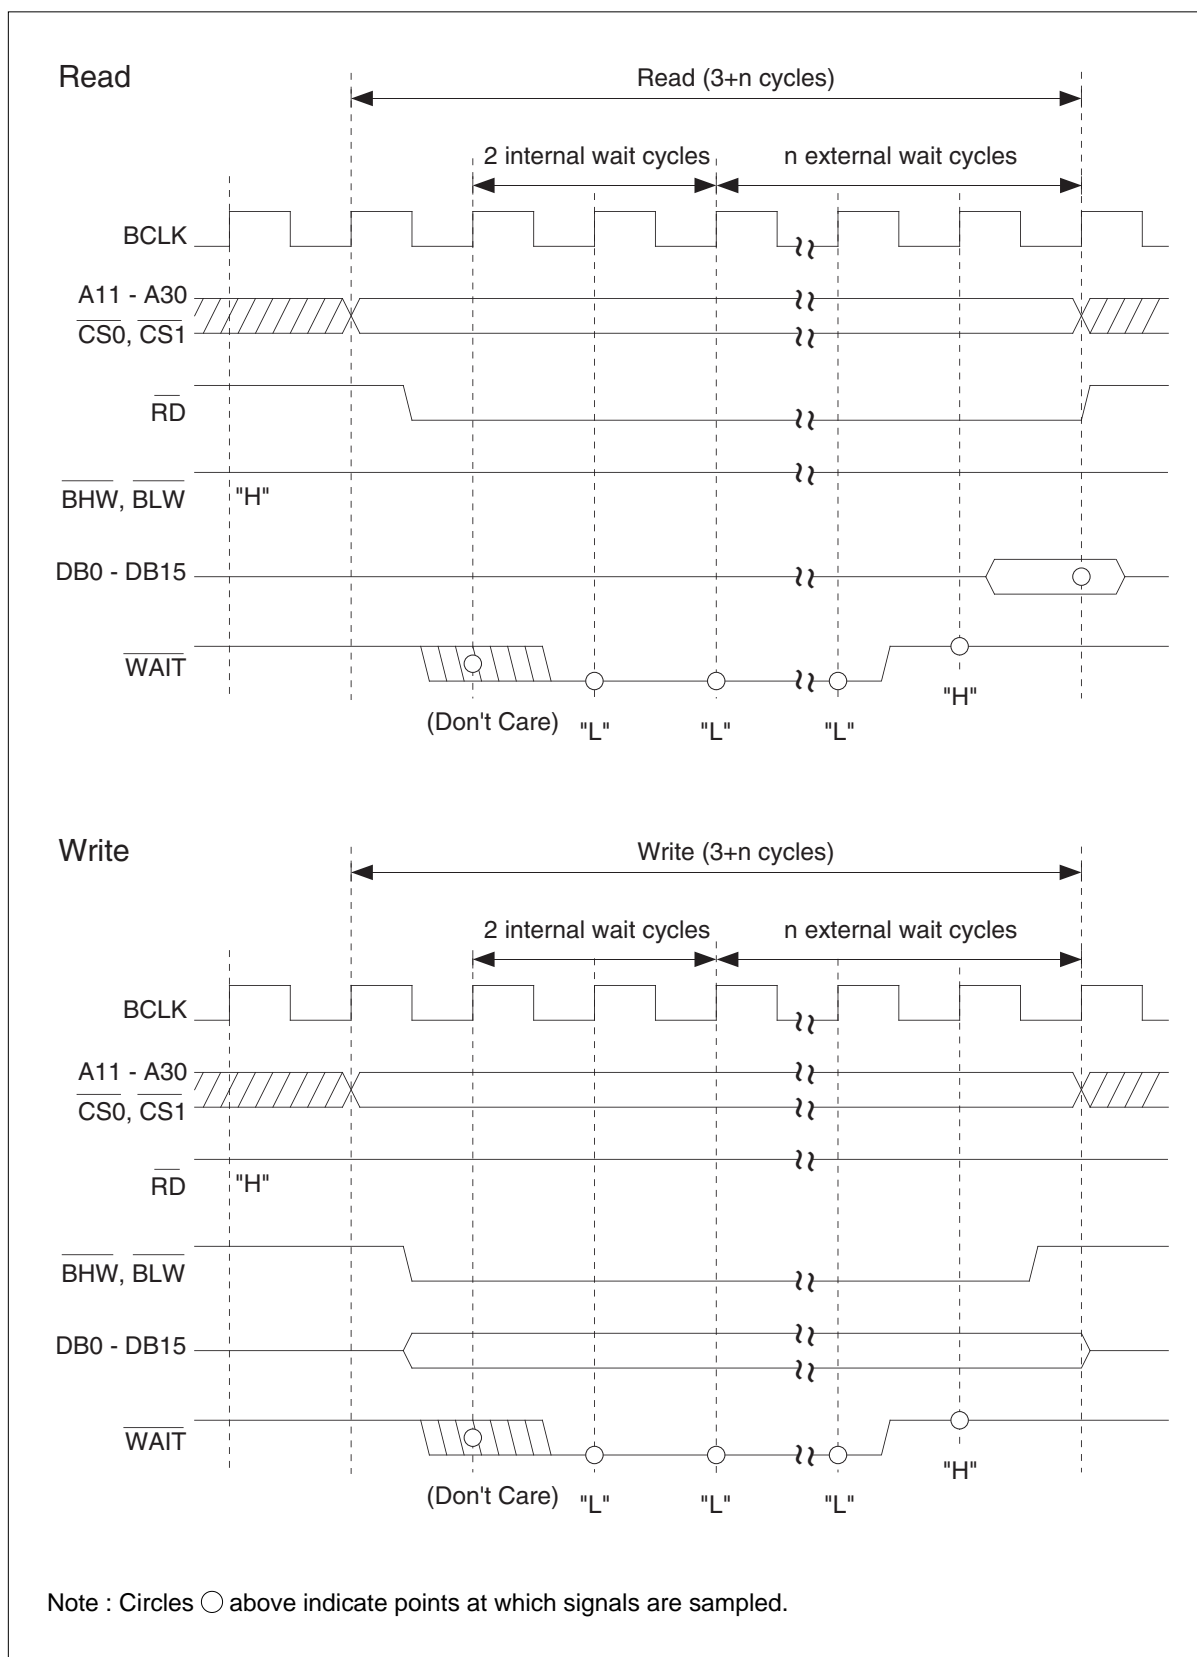 Read
Read (3+n cycles)
2 internal wait cycles
n external wait cycles
BCLK
A11 - A30
CS0, CS1
RD
BHW, BLW
"H"
DB0 - DB15
WAIT
"H"
(Don't Care)
"L"
"L"
"L"
Write
Write (3+n cycles)
2 internal wait cycles
n external wait cycles
BCLK
A11 - A30
CS0, CS1
RD
"H"
BHW, BLW
DB0 - DB15
WAIT
"H"
(Don't Care)
"L"
"L"
"L"
Note : Circles ○ above indicate points at which signals are sampled.